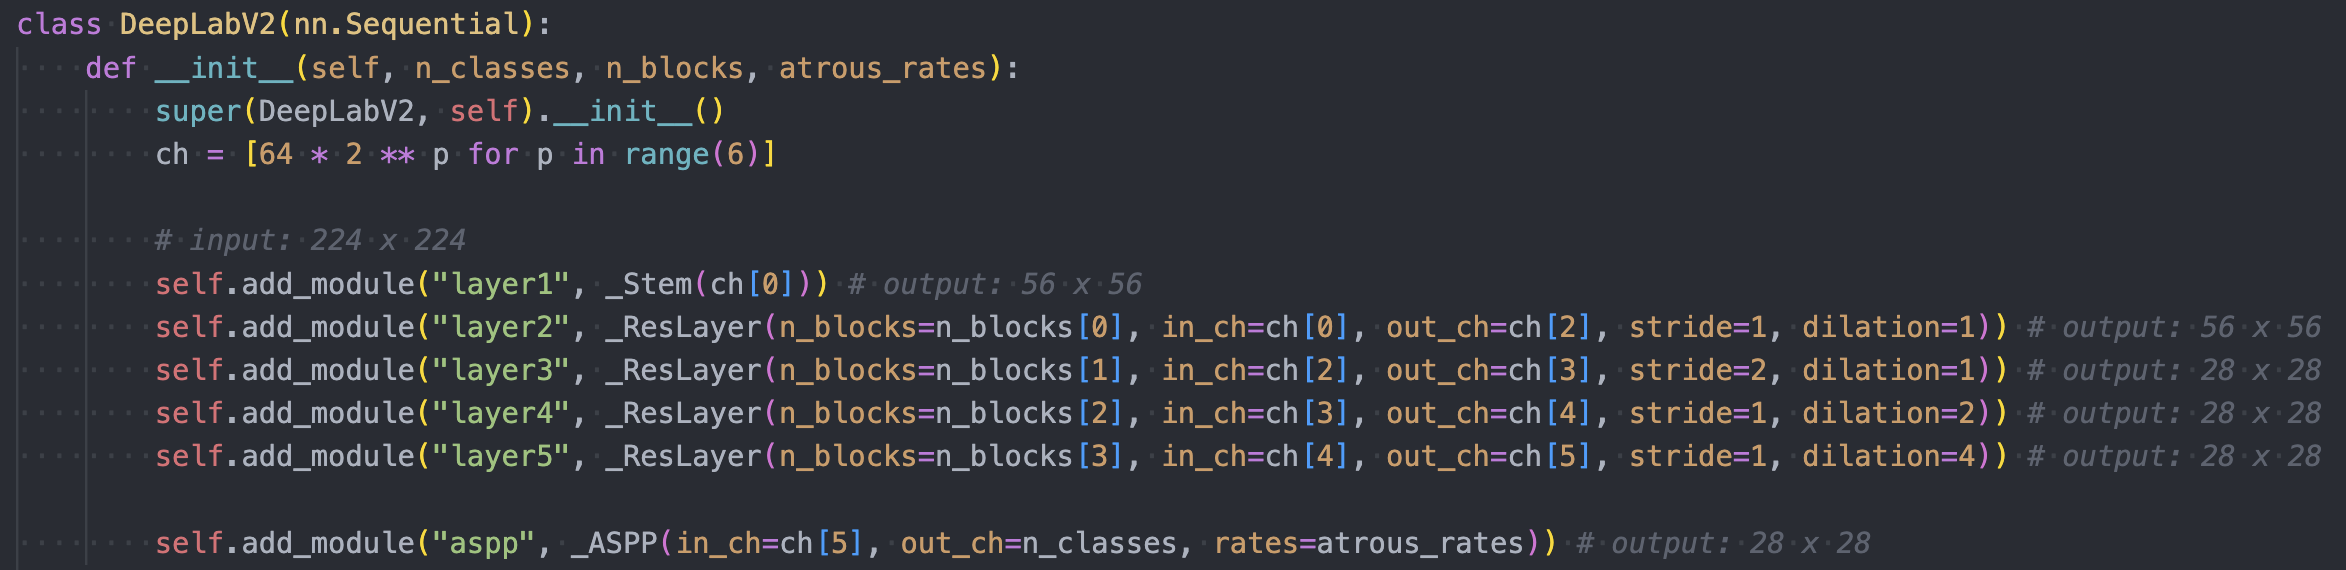 class DeepLabV2(nn.Sequential):
    def __init__(self, n_classes, n_blocks, atrous_rates):
        super(DeepLabV2, self).__init__()
        ch = [64 * 2 ** p for p in range(6)]

        # input: 224 x 224
        self.add_module("layer1", _Stem(ch[0])) # output: 56 x 56
        self.add_module("layer2", _ResLayer(n_blocks=n_blocks[0], in_ch=ch[0], out_ch=ch[2], stride=1, dilation=1)) # output: 56 x 56
        self.add_module("layer3", _ResLayer(n_blocks=n_blocks[1], in_ch=ch[2], out_ch=ch[3], stride=2, dilation=1)) # output: 28 x 28
        self.add_module("layer4", _ResLayer(n_blocks=n_blocks[2], in_ch=ch[3], out_ch=ch[4], stride=1, dilation=2)) # output: 28 x 28
        self.add_module("layer5", _ResLayer(n_blocks=n_blocks[3], in_ch=ch[4], out_ch=ch[5], stride=1, dilation=4)) # output: 28 x 28

        self.add_module("aspp", _ASPP(in_ch=ch[5], out_ch=n_classes, rates=atrous_rates)) # output: 28 x 28